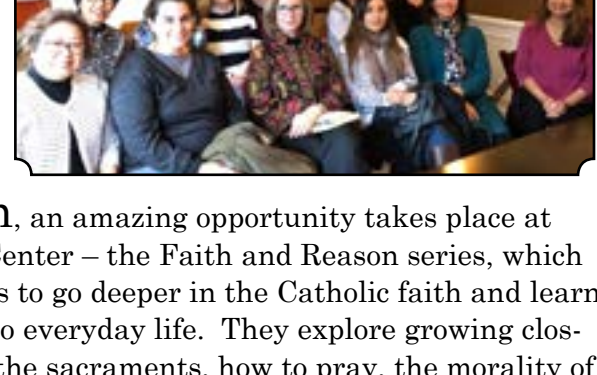 n, an amazing opportunity takes place at
Center – the Faith and Reason series, which
s to go deeper in the Catholic faith and learn
o everyday life.  They explore growing clos-
the sacraments, how to pray, the morality of